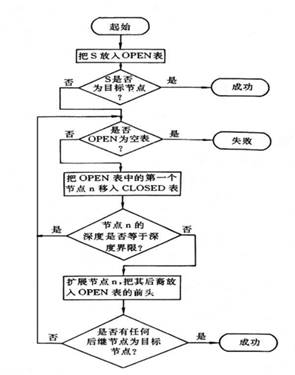 起始
把S放入OPEN表
否
S是否
为目标节点
?
是
成功
是否
OPEN为空表
?
否
是
失败
把OPEN表中的第一个
节点n移入CLOSED表
是
节点n的
深度是否等于深
度界限?
否
扩展节点n,把其后裔放
入OPEN表的前头
否
是否有任何
后继节点为目标
节点?
是
成功